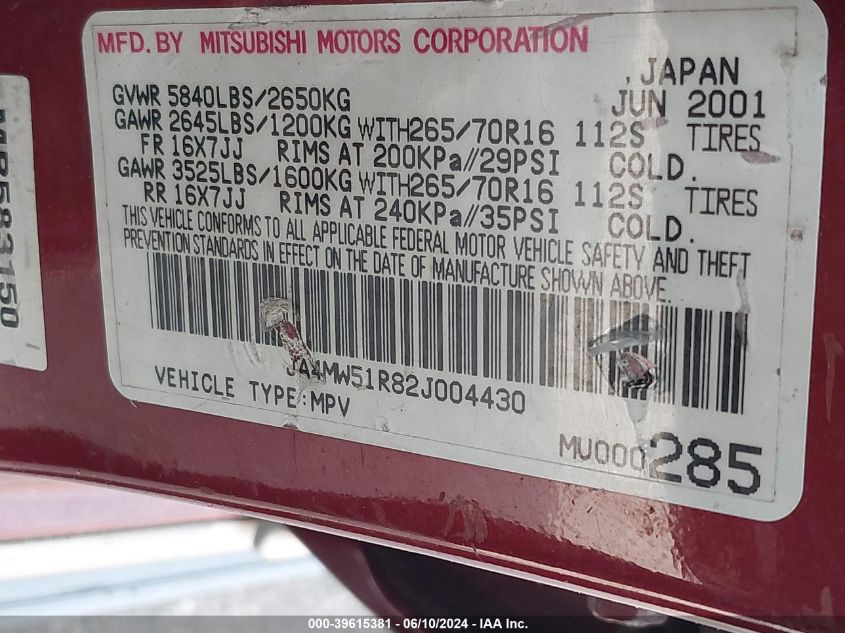 MFD. BY MITSUBISHI MOTORS CORPORATION
, JAPAN
GVWR 5840LBS/2650KG JUN 2001
GAWR 2645LBS/1200KG WITH265/70R16 112S TIRES
FR 16X7JJ RIMS AT 200KPa//29PSI COLD.
GAWR 3525LBS/1600KG WITH265/70R16 112S TIRES
RR 16X7JJ RIMS AT 240KPa//35PSI COLD.
THIS VEHICLE CONFORMS TO ALL APPLICABLE FEDERAL MOTOR VEHICLE SAFETY AND THEFT
PREVENTION STANDARDS IN EFFECT ON THE DATE OF MANUFACTURE SHOWN ABOVE.
JA4MW51R82J004430
VEHICLE TYPE:MPV
MU000285
MR583150
000-39615381 - 06/10/2024 - IAA Inc.